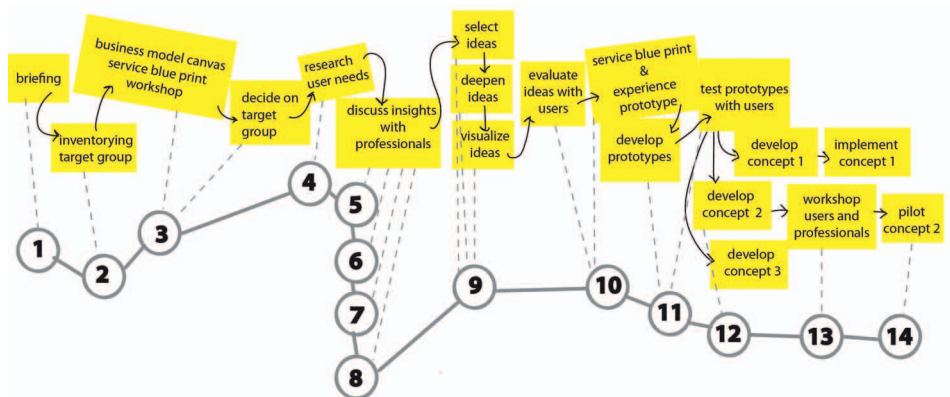 briefing
inventorying
target group
business model canvas
service blue print
workshop
decide on
target
group
research
user needs
discuss insights
with
professionals
select
ideas
deepen
ideas
visualize
ideas
evaluate
ideas with
users
service blue print
&
experience
prototype
develop
prototypes
test prototypes
with users
develop
concept 1
implement
concept 1
develop
concept 2
workshop
users and
professionals
pilot
concept 2
develop
concept 3
1
2
3
4
5
6
7
8
9
10
11
12
13
14